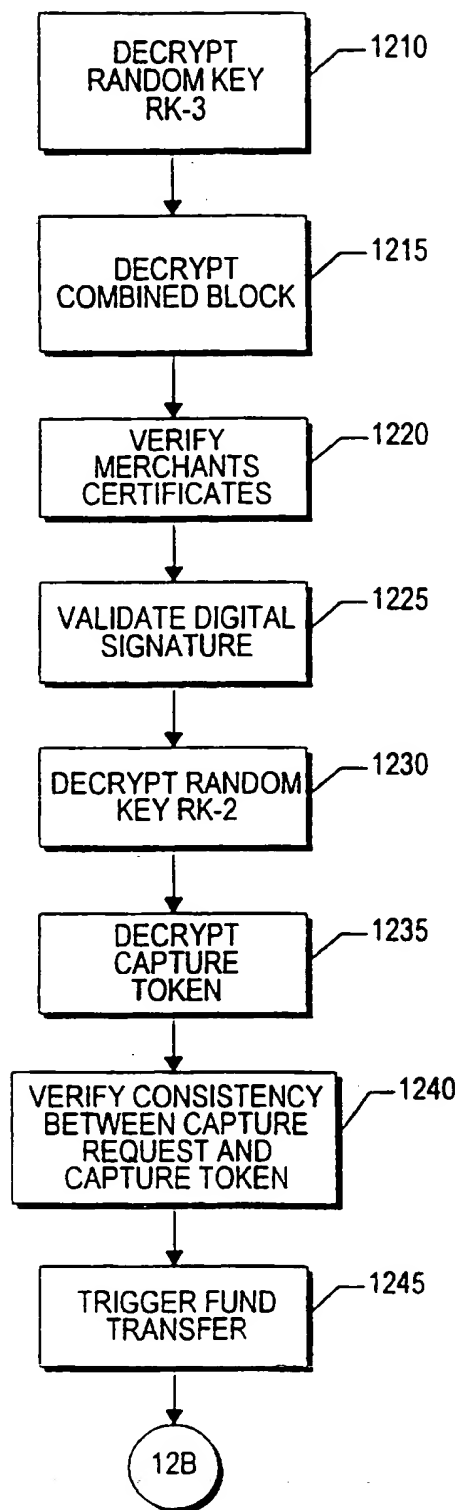 DECRYPT
RANDOM KEY
RK-3
1210
DECRYPT
COMBINED BLOCK
1215
VERIFY
MERCHANTS
CERTIFICATES
1220
VALIDATE DIGITAL
SIGNATURE
1225
DECRYPT RANDOM
KEY RK-2
1230
DECRYPT
CAPTURE
TOKEN
1235
VERIFY CONSISTENCY
BETWEEN CAPTURE
REQUEST AND
CAPTURE TOKEN
1240
TRIGGER FUND
TRANSFER
1245
12B